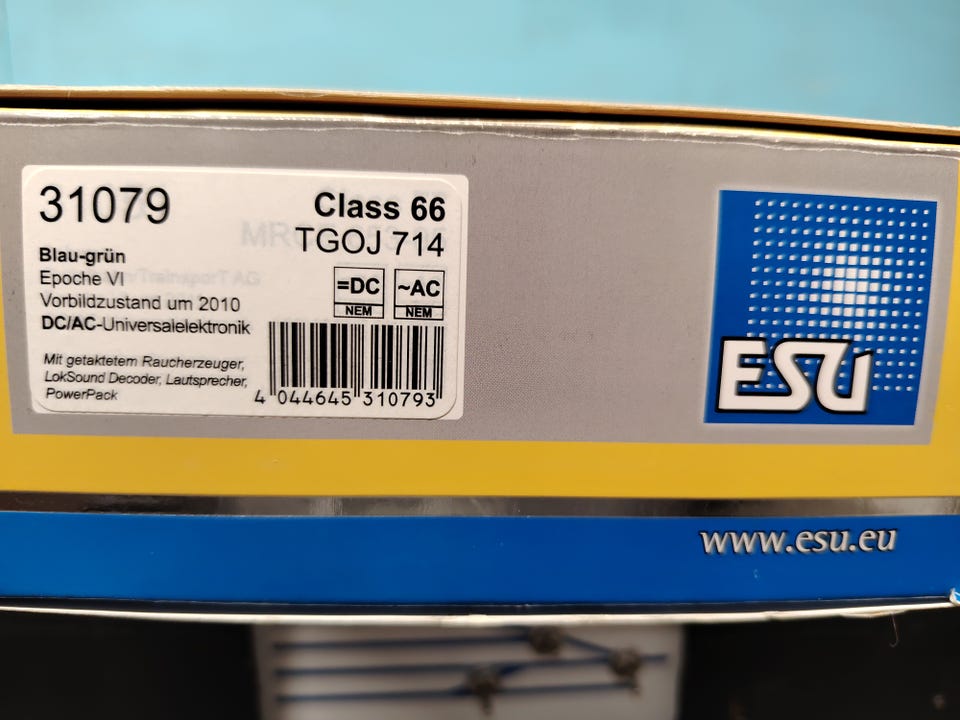 31079
Class 66
TGOJ 714
Blau-grün
Epoche VI
Vorbildzustand um 2010
DC/AC-Universalelektronik
=DC
NEM
~AC
NEM
Mit getaktetem Raucherzeuger,
LokSound Decoder, Lautsprecher,
PowerPack
4 044645 310793
ESU
www.esu.eu